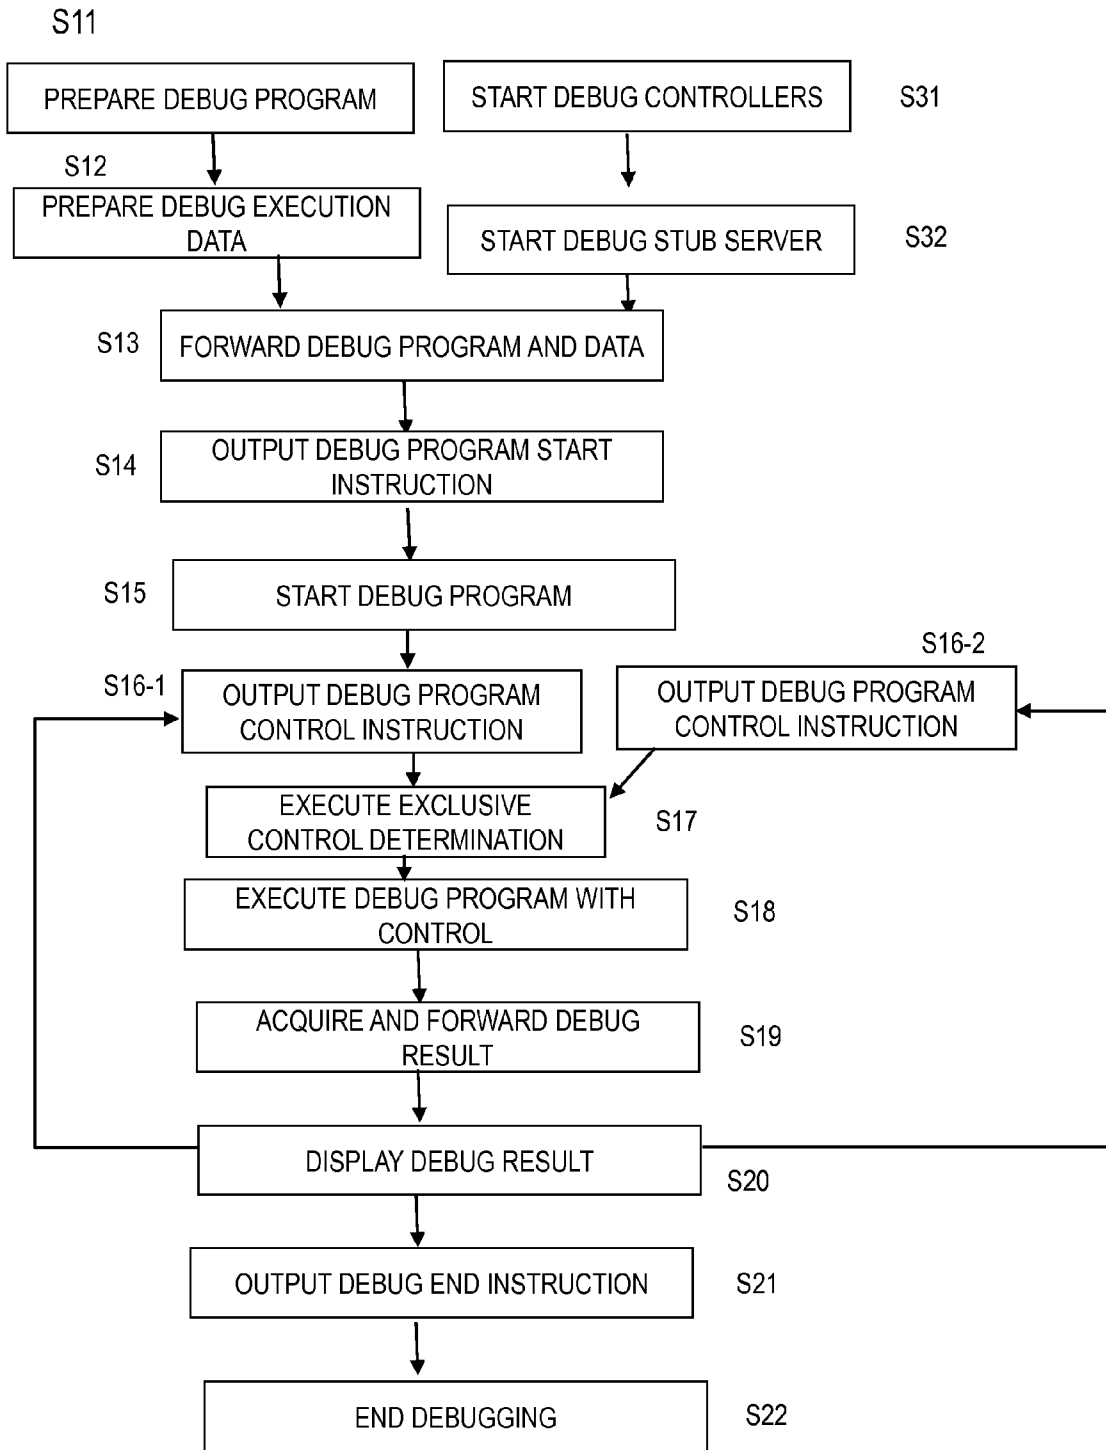 S11
PREPARE DEBUG PROGRAM
START DEBUG CONTROLLERS
S31
S12
PREPARE DEBUG EXECUTION
DATA
START DEBUG STUB SERVER
S32
S13
FORWARD DEBUG PROGRAM AND DATA
S14
OUTPUT DEBUG PROGRAM START
INSTRUCTION
S15
START DEBUG PROGRAM
S16-1
OUTPUT DEBUG PROGRAM
CONTROL INSTRUCTION
S16-2
OUTPUT DEBUG PROGRAM
CONTROL INSTRUCTION
EXECUTE EXCLUSIVE
CONTROL DETERMINATION
S17
EXECUTE DEBUG PROGRAM WITH
CONTROL
S18
ACQUIRE AND FORWARD DEBUG
RESULT
S19
DISPLAY DEBUG RESULT
S20
OUTPUT DEBUG END INSTRUCTION
S21
END DEBUGGING
S22